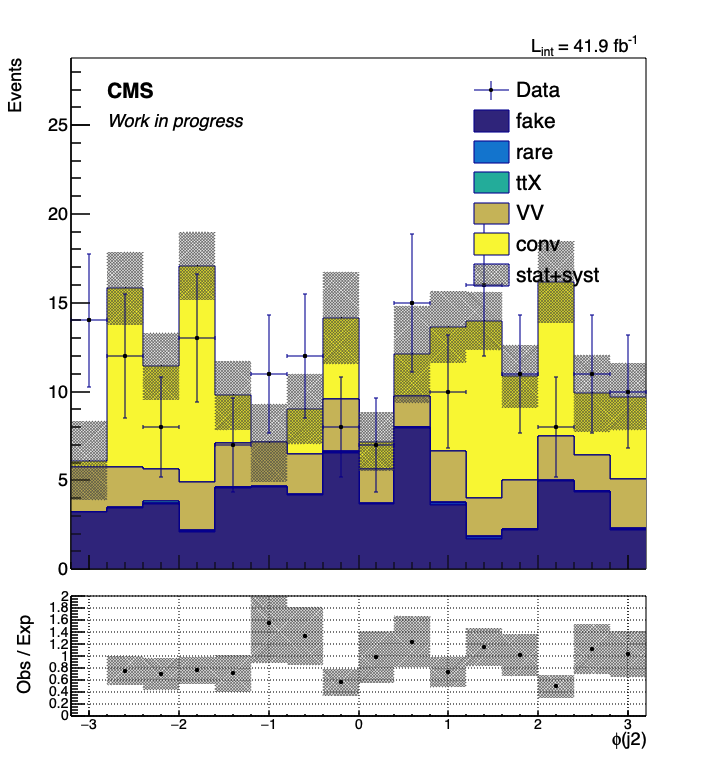 L_int = 41.9 fb^-1
Events
CMS
Work in progress
Data
fake
rare
ttX
VV
conv
stat+syst
25
20
15
10
5
0
Obs / Exp
2
1.8
1.6
1.4
1.2
1
0.8
0.6
0.4
0.2
0
−3 −2 −1 0 1 2 3
ϕ(j2)